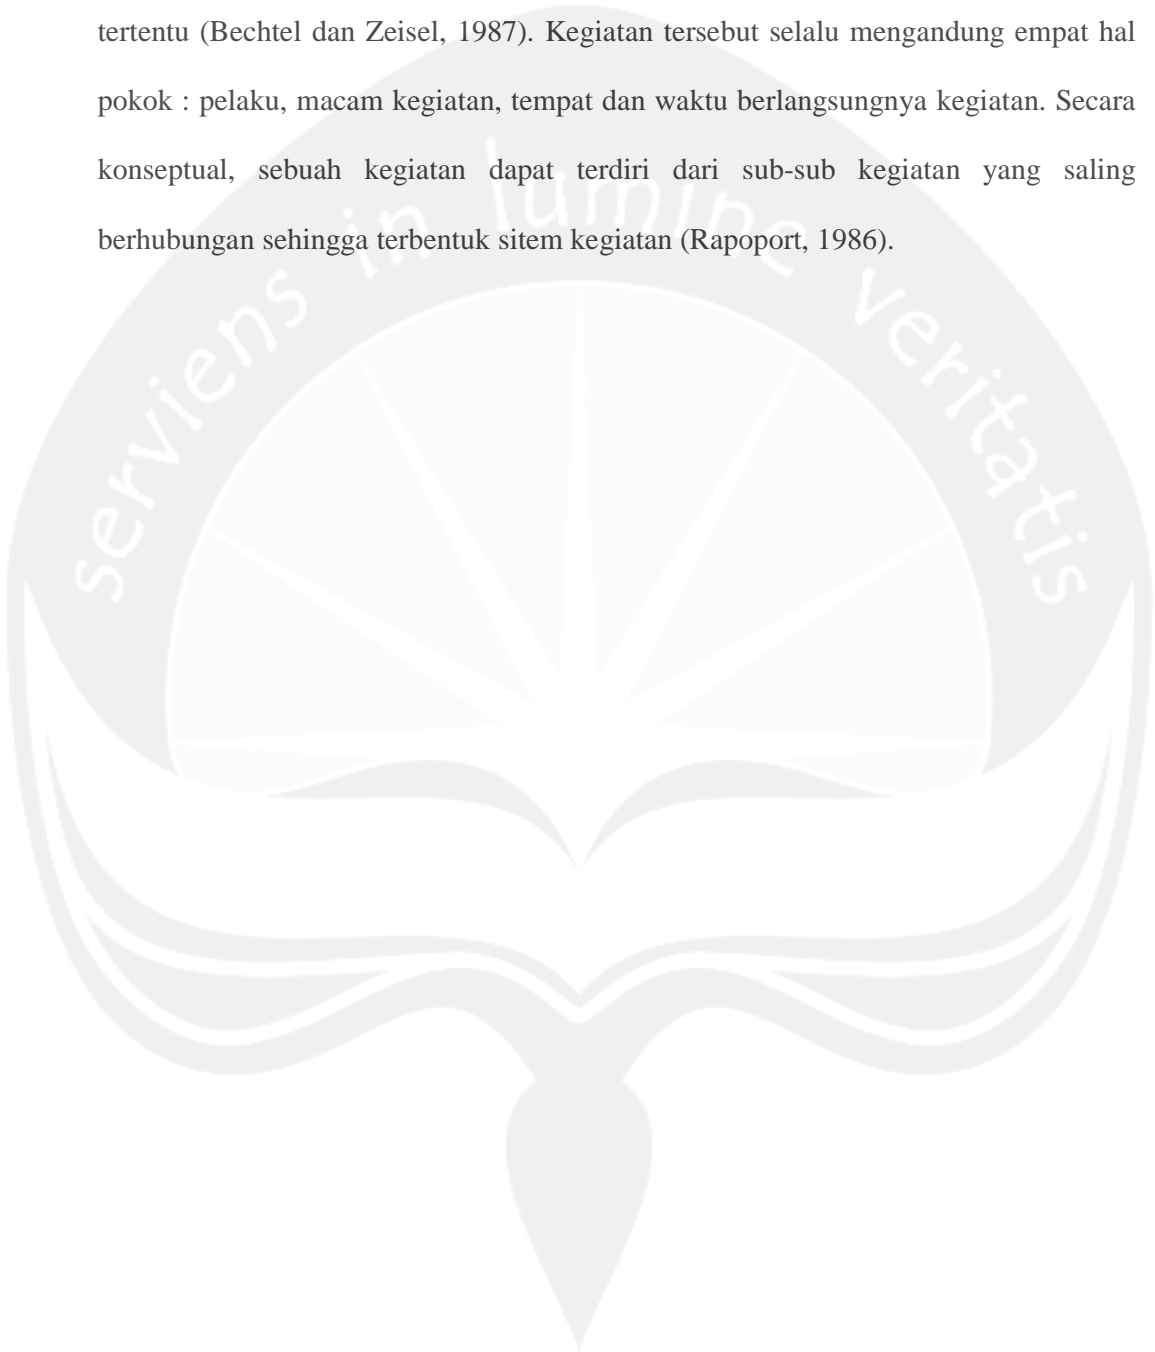 tertentu (Bechtel dan Zeisel, 1987). Kegiatan tersebut selalu mengandung empat hal
pokok : pelaku, macam kegiatan, tempat dan waktu berlangsungnya kegiatan. Secara
konseptual, sebuah kegiatan dapat terdiri dari sub-sub kegiatan yang saling
berhubungan sehingga terbentuk sitem kegiatan (Rapoport, 1986).
serviens in lumine veritatis